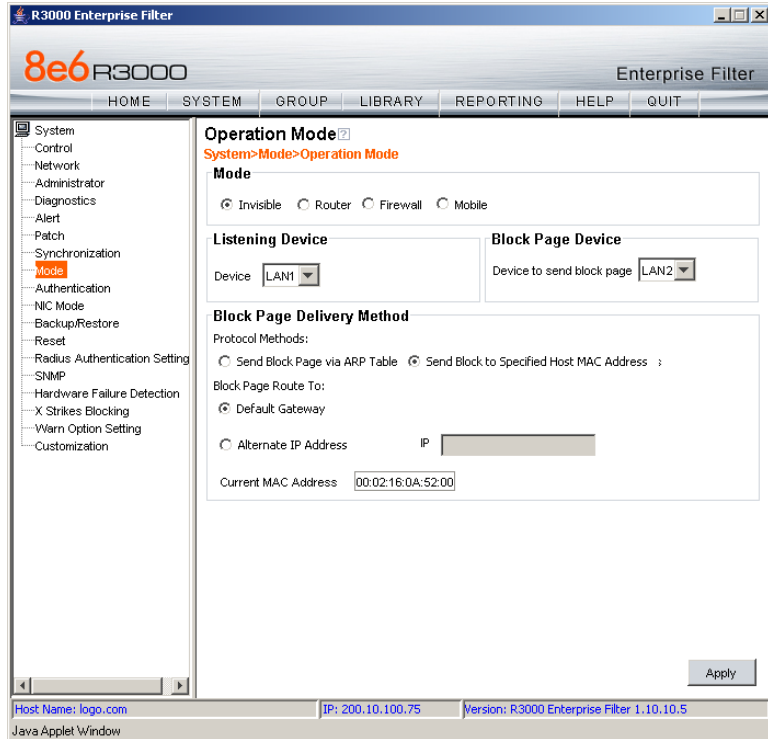 R3000 Enterprise Filter
8e6 R3000
Enterprise Filter
HOME SYSTEM GROUP LIBRARY REPORTING HELP QUIT
System
Control
Network
Administrator
Diagnostics
Alert
Patch
Synchronization
Mode
Authentication
NIC Mode
Backup/Restore
Reset
Radius Authentication Setting
SNMP
Hardware Failure Detection
X Strikes Blocking
Warn Option Setting
Customization
Operation Mode ?
System>Mode>Operation Mode
Mode
Invisible Router Firewall Mobile
Listening Device
Device LAN1
Block Page Device
Device to send block page LAN2
Block Page Delivery Method
Protocol Methods:
Send Block Page via ARP Table Send Block to Specified Host MAC Address
Block Page Route To:
Default Gateway
Alternate IP Address IP
Current MAC Address 00:02:16:0A:52:00
Apply
Host Name: logo.com IP: 200.10.100.75 Version: R3000 Enterprise Filter 1.10.10.5
Java Applet Window